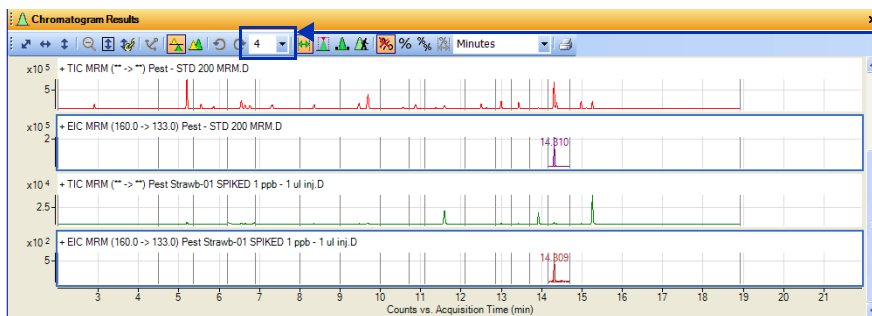 Chromatogram Results
4
% % % Minutes
x10 5 + TIC MRM (** -> **) Pest - STD 200 MRM.D
5
x10 5 + EIC MRM (160.0 -> 133.0) Pest - STD 200 MRM.D
2
14.310
x10 4 + TIC MRM (** -> **) Pest Strawb-01 SPIKED 1 ppb - 1 ul inj.D
2.5
x10 2 + EIC MRM (160.0 -> 133.0) Pest Strawb-01 SPIKED 1 ppb - 1 ul inj.D
5
14.309
3 4 5 6 7 8 9 10 11 12 13 14 15 16 17 18 19 20 21
Counts vs. Acquisition Time (min)